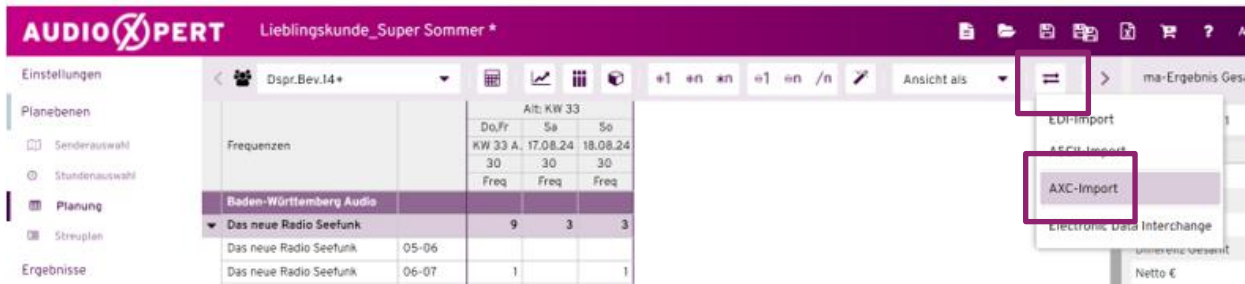 AUDIOXPERT Lieblingskunde_Super Sommer * ?
Einstellungen Dspr.Bev.14+ +1 +n *n ÷1 ÷n /n Ansicht als ma-Ergebnis
Planebenen Alt: KW 33
Do,Fr Sa So EDI-Import
Senderauswahl Frequenzen KW 33 A. 17.08.24 18.08.24
30 30 30 ASCII-Import
Stundenauswahl Freq Freq Freq
Planung Baden-Württemberg Audio AXC-Import
Das neue Radio Seefunk 9 3 3
Streuplan Das neue Radio Seefunk 05-06 Electronic Data Interchange
Differenz Gesamt
Ergebnisse Das neue Radio Seefunk 06-07 1 1 Netto €